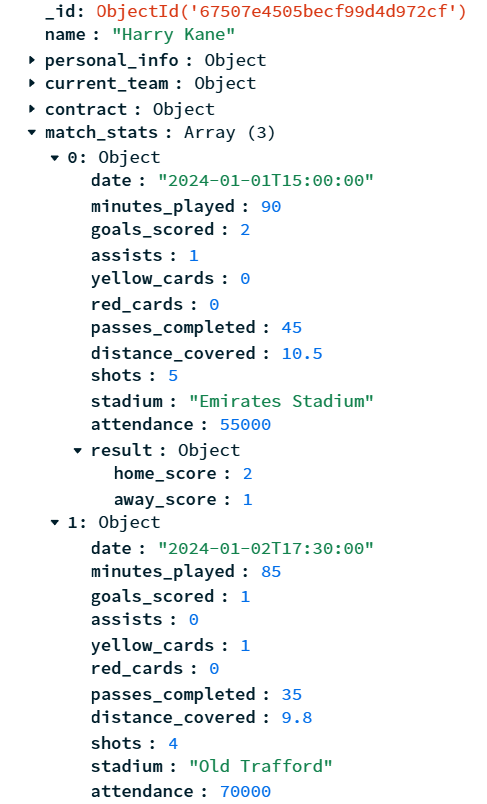 _id: ObjectId('67507e4505becf99d4d972cf')
name : "Harry Kane"
personal_info : Object
current_team : Object
contract : Object
match_stats : Array (3)
0: Object
date : "2024-01-01T15:00:00"
minutes_played : 90
goals_scored : 2
assists : 1
yellow_cards : 0
red_cards : 0
passes_completed : 45
distance_covered : 10.5
shots : 5
stadium : "Emirates Stadium"
attendance : 55000
result : Object
home_score : 2
away_score : 1
1: Object
date : "2024-01-02T17:30:00"
minutes_played : 85
goals_scored : 1
assists : 0
yellow_cards : 1
red_cards : 0
passes_completed : 35
distance_covered : 9.8
shots : 4
stadium : "Old Trafford"
attendance : 70000